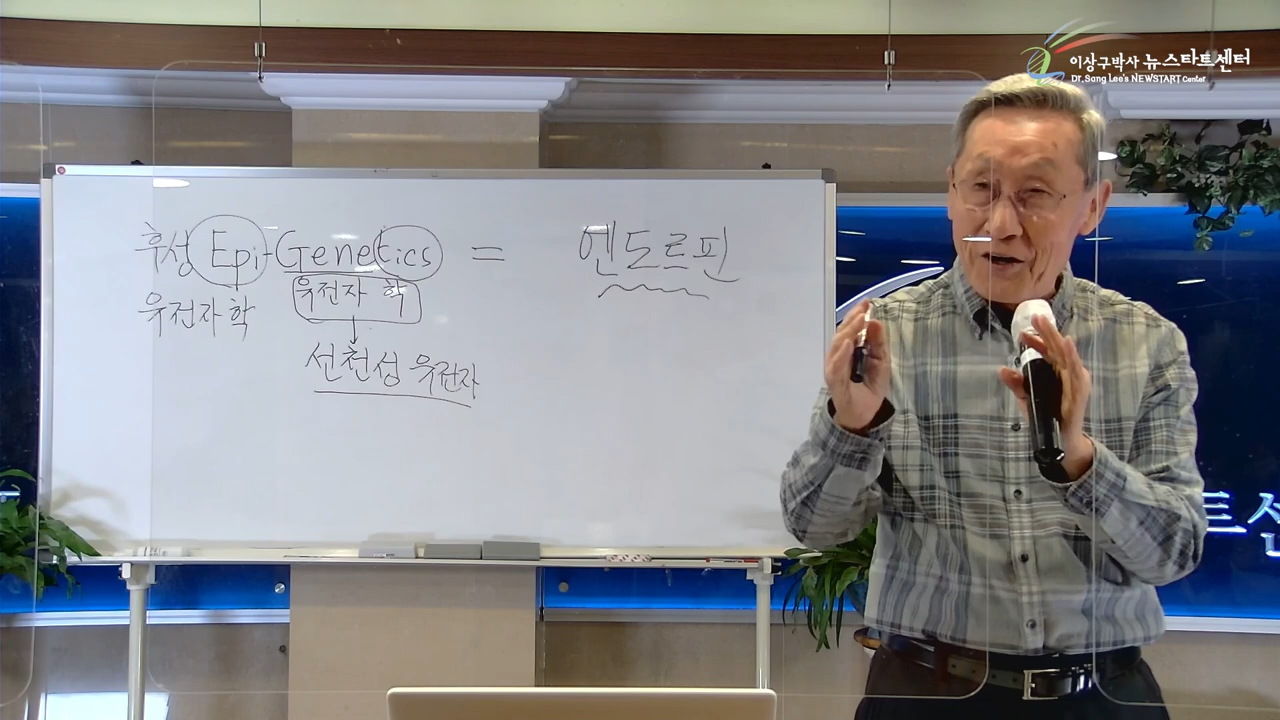 이상구박사 뉴스타트센터
Dr. Sang Lee's NEWSTART Center
후성 Epi-Genetics = 엔도르핀
유전자학 유전자 학
선천성 유전자
트센